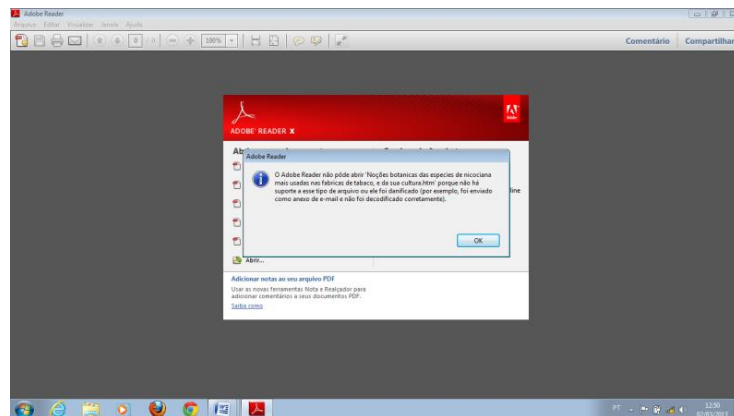 Adobe Reader
Arquivo Editar Visualizar Janela Ajuda
100%
Comentário Compartilhar
ADOBE READER X
Adobe
Adobe Reader
O Adobe Reader não pôde abrir 'Noções botanicas das especies de nicociana
mais usadas nas fabricas de tabaco, e da sua cultura.htm' porque não há
suporte a esse tipo de arquivo ou ele foi danificado (por exemplo, foi enviado
como anexo de e-mail e não foi decodificado corretamente).
OK
Abrir...
Adicionar notas ao seu arquivo PDF
Usar as novas ferramentas Nota e Realçador para
adicionar comentários a seus documentos PDF.
Saiba como
PT
12:50
02/03/2013